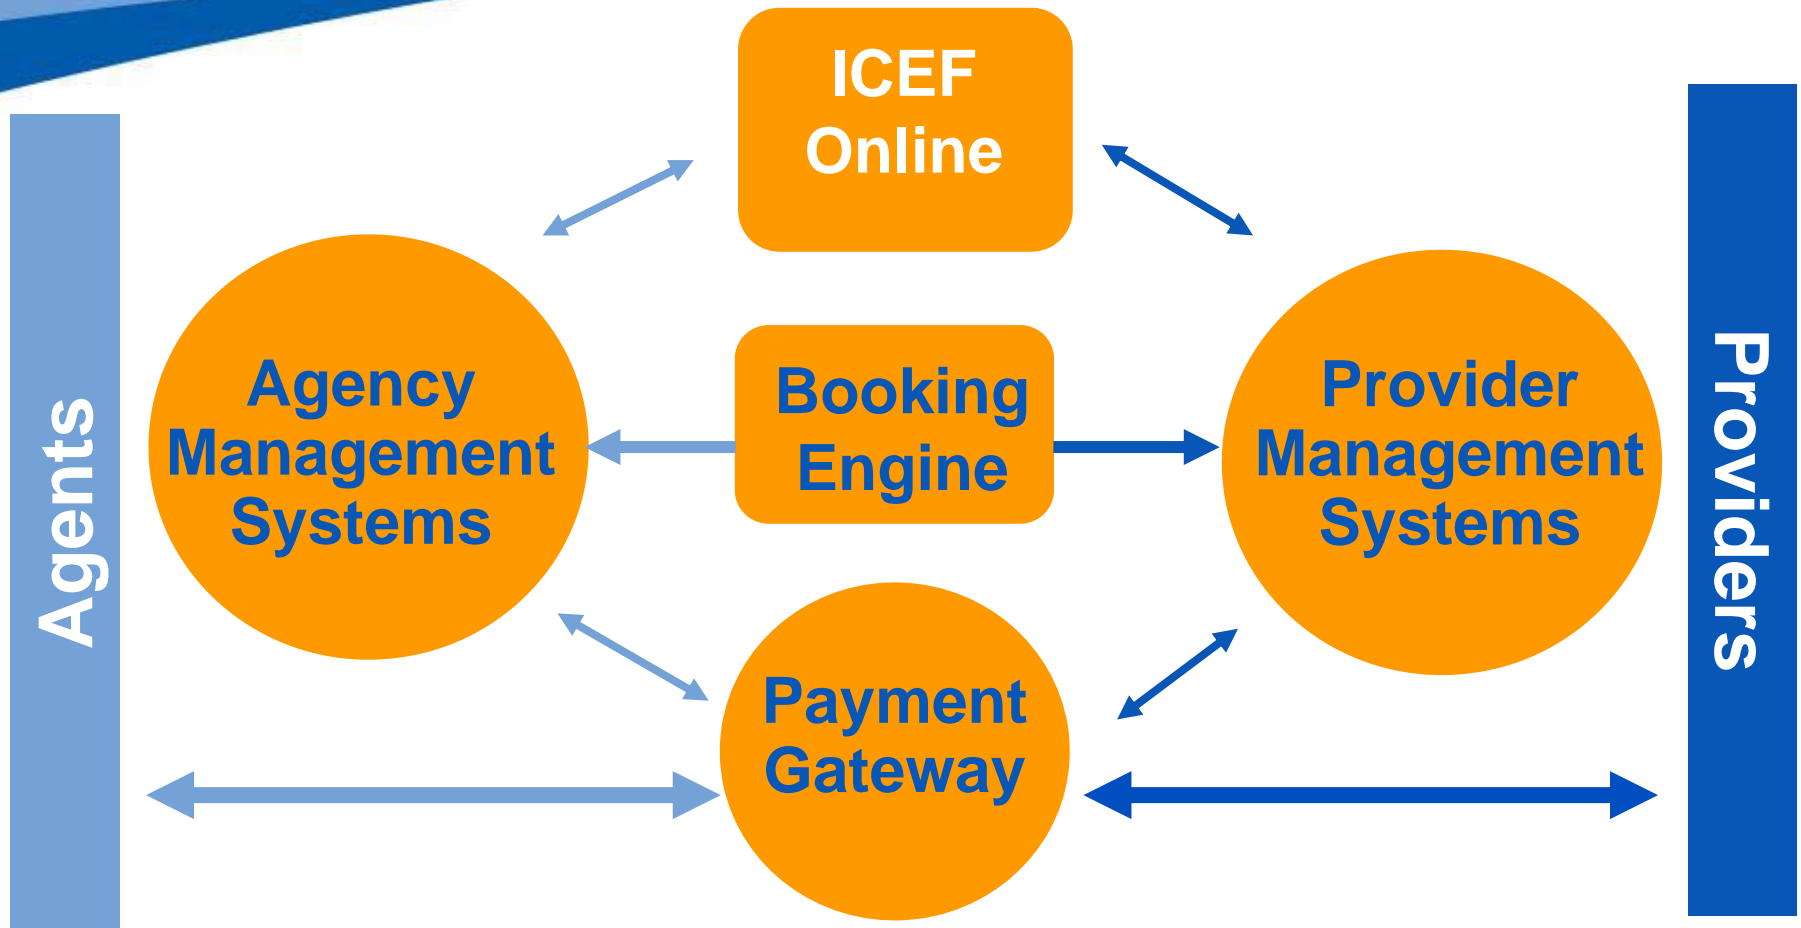 ICEF
Online
Agents
Agency
Management
Systems
Booking
Engine
Provider
Management
Systems
Providers
Payment
Gateway